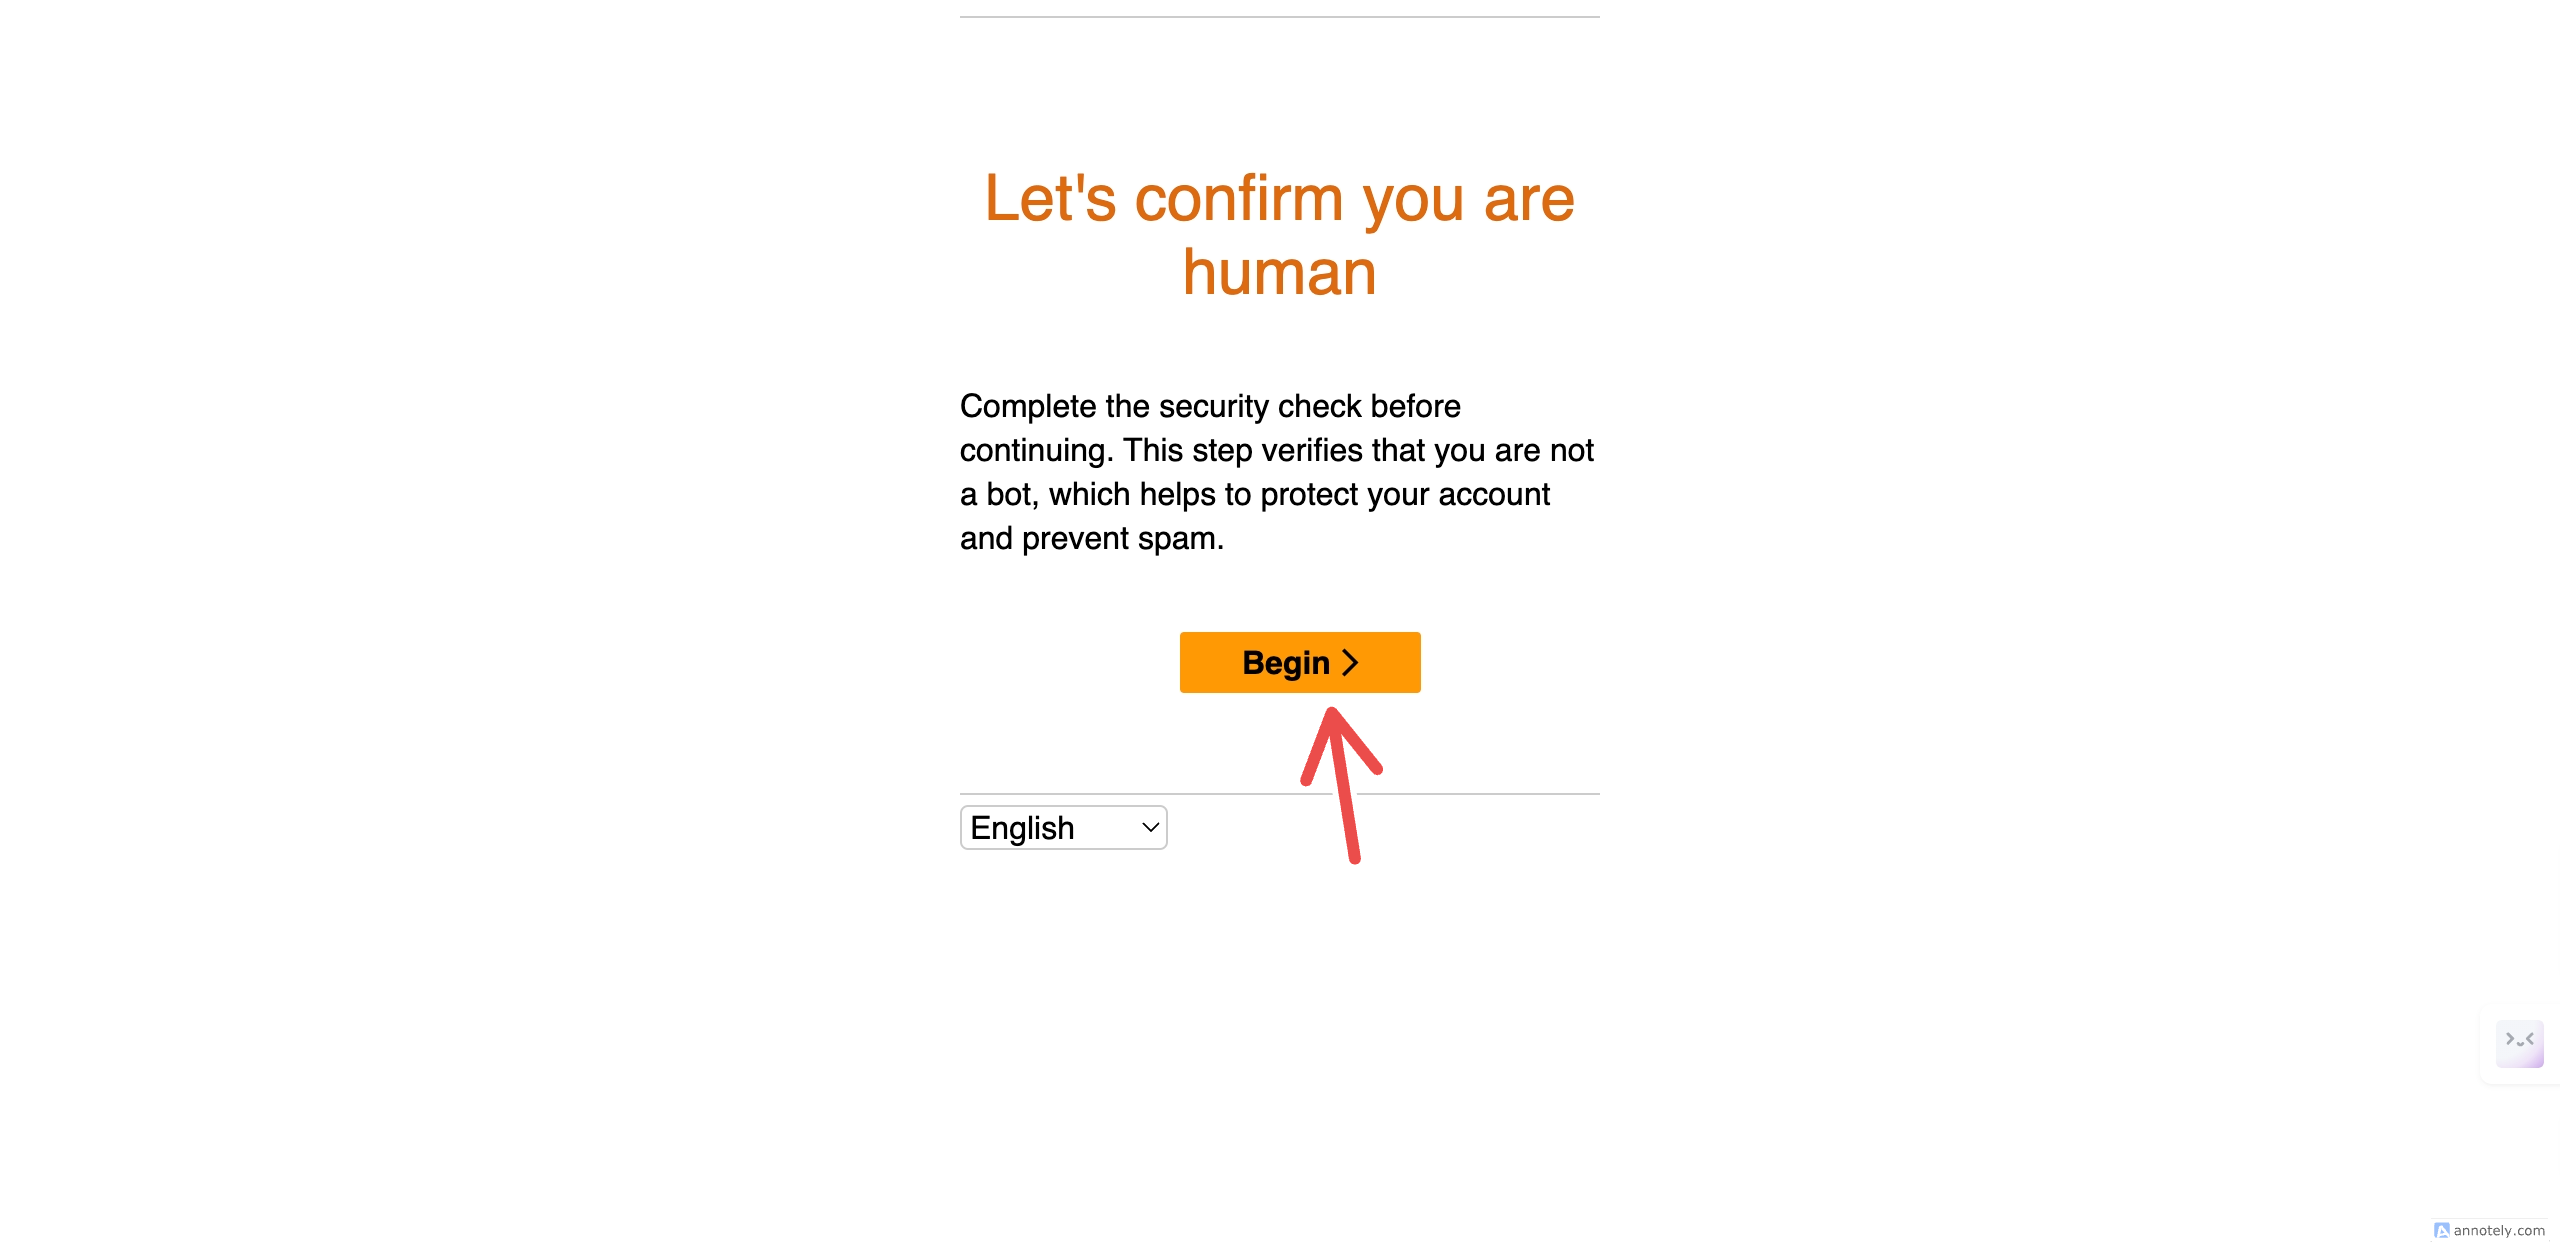 Let's confirm you are
human
Complete the security check before
continuing. This step verifies that you are not
a bot, which helps to protect your account
and prevent spam.
Begin
English
annotely.com